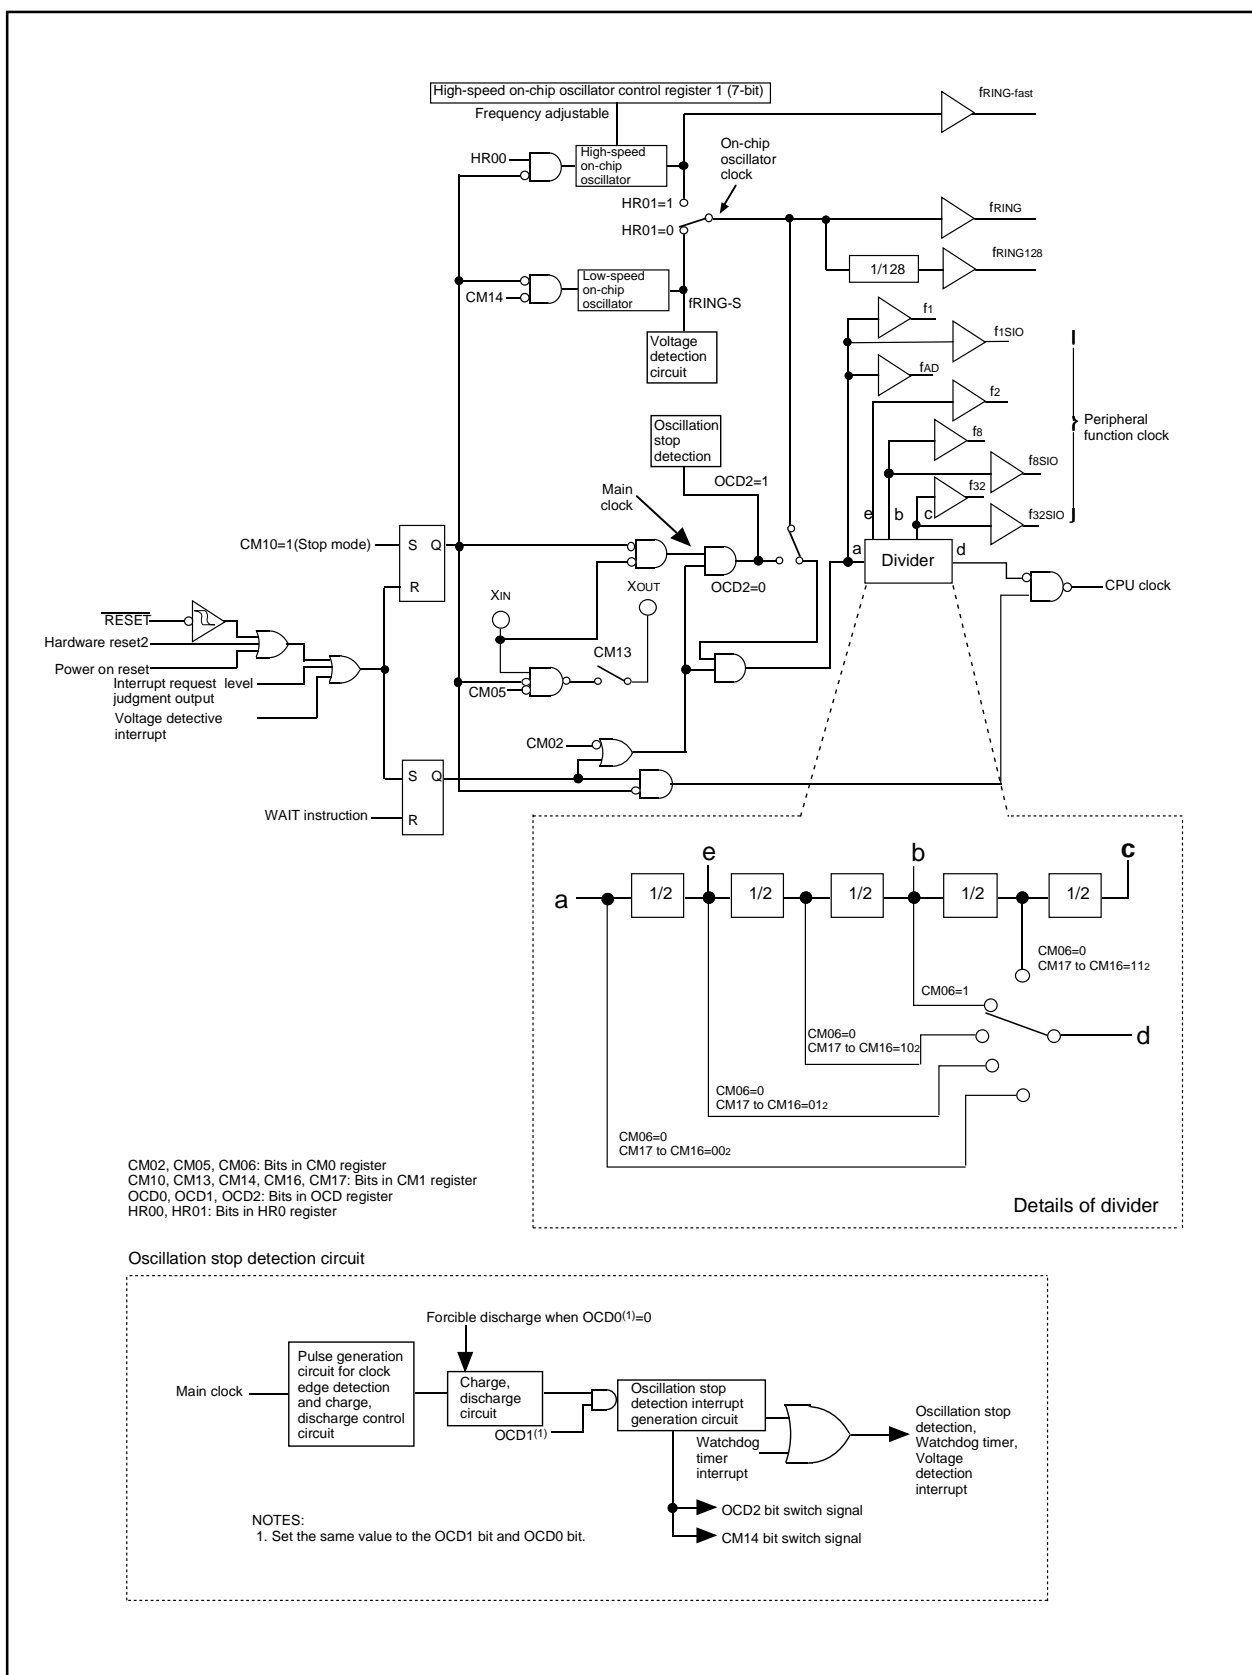 High-speed on-chip oscillator control register 1 (7-bit)
Frequency adjustable
fRING-fast
HR00
High-speed
on-chip
oscillator
On-chip
oscillator
clock
HR01=1
HR01=0
fRING
fRING128
1/128
CM14
Low-speed
on-chip
oscillator
fRING-S
Voltage
detection
circuit
f1
f1SIO
fAD
f2
f8
f8SIO
f32
f32SIO
Peripheral
function clock
Oscillation
stop
detection
OCD2=1
Main
clock
e
b
c
a
Divider
d
CM10=1(Stop mode)
S
Q
R
OCD2=0
CPU clock
XIN
XOUT
RESET
Hardware reset2
Power on reset
Interrupt request level
judgment output
Voltage detective
interrupt
CM13
CM05
CM02
S
Q
R
WAIT instruction
e
b
c
a
1/2
1/2
1/2
1/2
1/2
CM06=0
CM17 to CM16=112
CM06=1
d
CM06=0
CM17 to CM16=102
CM06=0
CM17 to CM16=012
CM06=0
CM17 to CM16=002
Details of divider
CM02, CM05, CM06: Bits in CM0 register
CM10, CM13, CM14, CM16, CM17: Bits in CM1 register
OCD0, OCD1, OCD2: Bits in OCD register
HR00, HR01: Bits in HR0 register
Oscillation stop detection circuit
Forcible discharge when OCD0(1)=0
Main clock
Pulse generation
circuit for clock
edge detection
and charge,
discharge control
circuit
Charge,
discharge
circuit
OCD1(1)
Oscillation stop
detection interrupt
generation circuit
Watchdog
timer
interrupt
Oscillation stop
detection,
Watchdog timer,
Voltage
detection
interrupt
OCD2 bit switch signal
CM14 bit switch signal
NOTES:
1. Set the same value to the OCD1 bit and OCD0 bit.